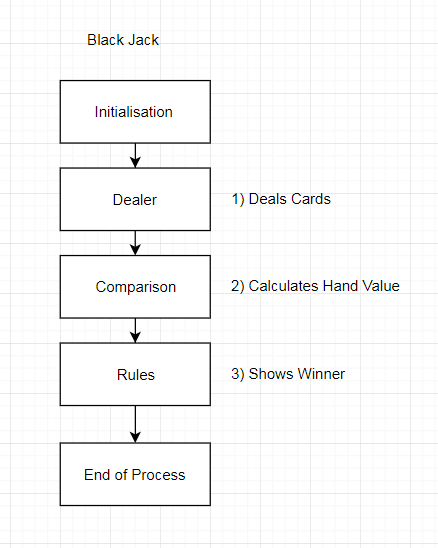 Black Jack
Initialisation
Dealer
1) Deals Cards
Comparison
2) Calculates Hand Value
Rules
3) Shows Winner
End of Process